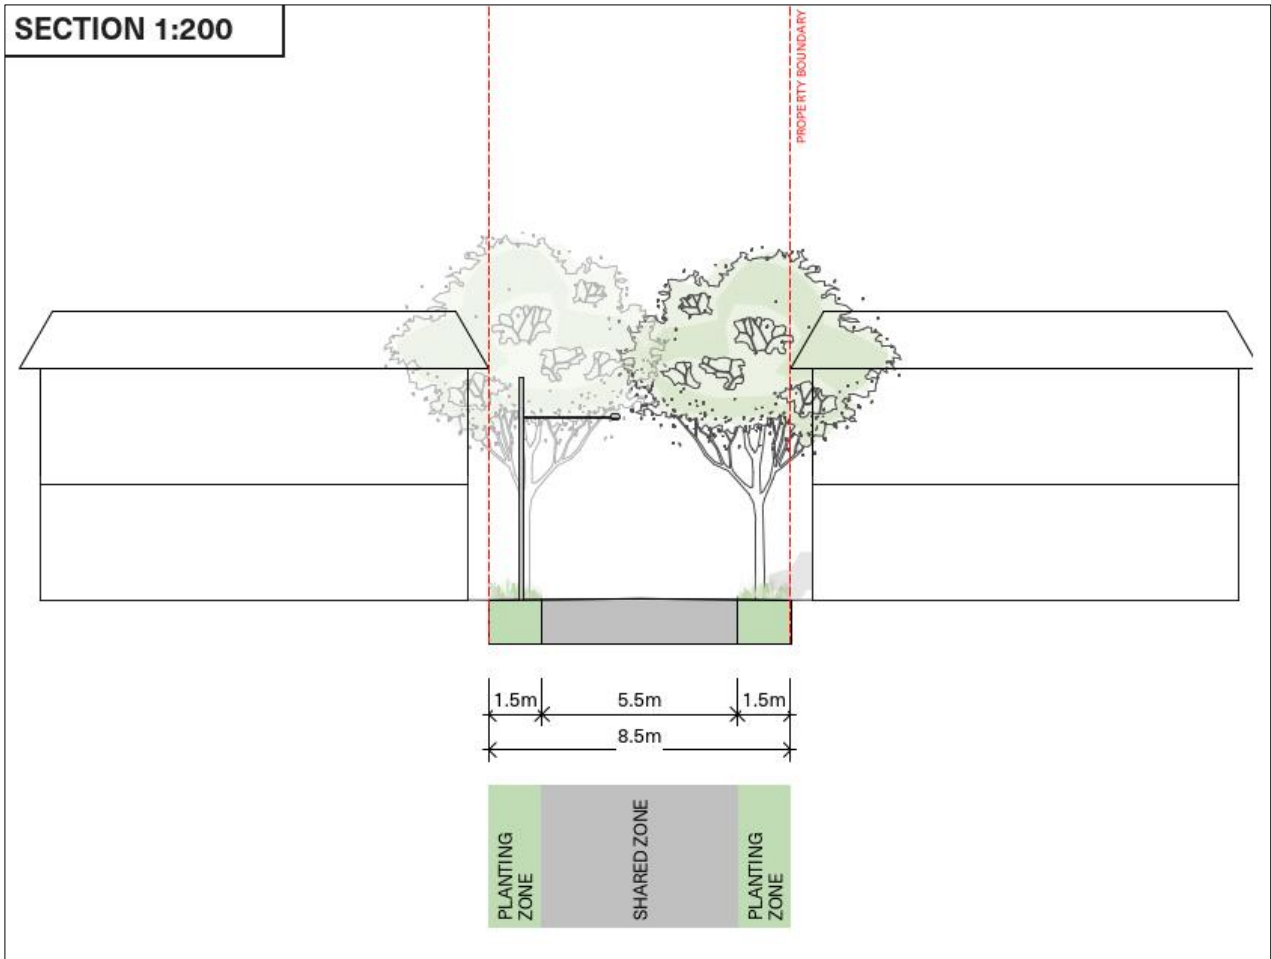 SECTION 1:200
PROPERTY BOUNDARY
1.5m
5.5m
1.5m
8.5m
PLANTING
ZONE
SHARED ZONE
PLANTING
ZONE